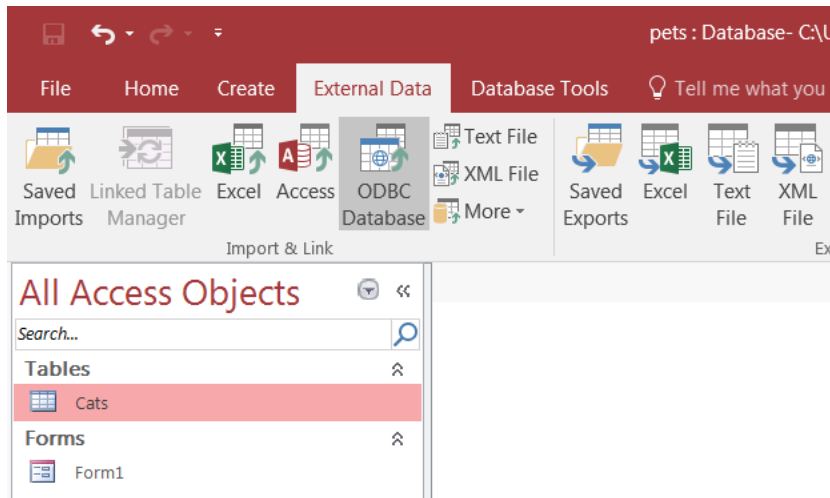 pets : Database- C:\U
File Home Create External Data Database Tools Tell me what you
Saved Imports
Linked Table Manager
Excel
Access
ODBC Database
Text File
XML File
More
Import & Link
Saved Exports
Excel
Text File
XML File
Ex
All Access Objects
Search...
Tables
Cats
Forms
Form1